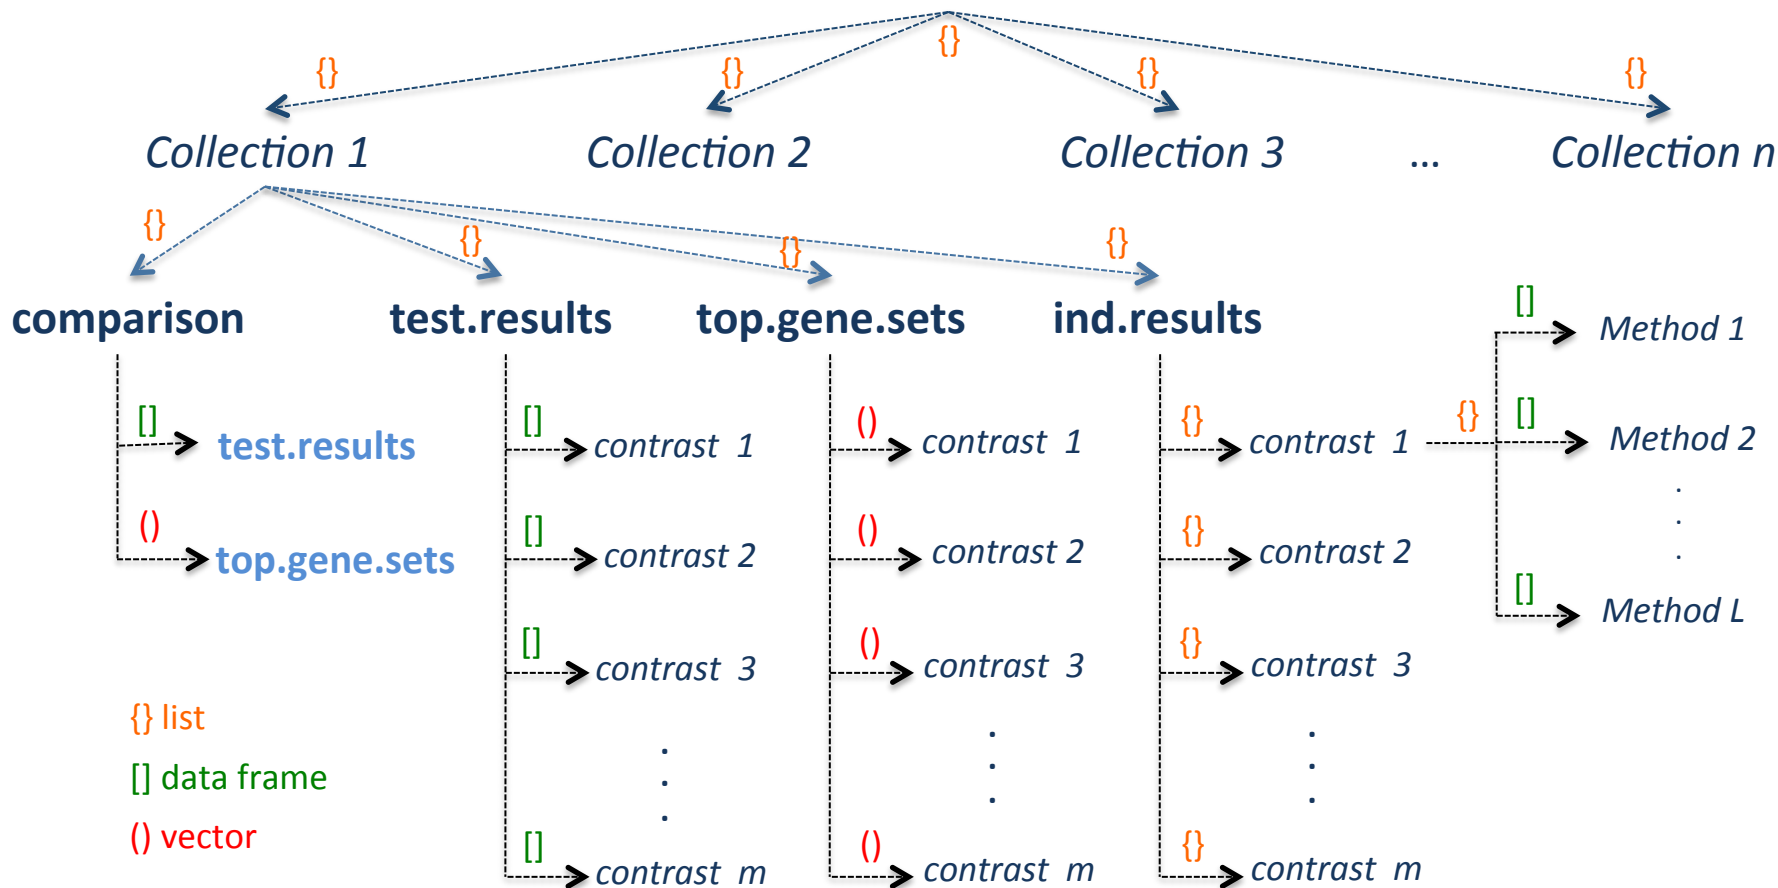 {}
{} {} {} {}
Collection 1 Collection 2 Collection 3 ... Collection n
{} {} {} {}
comparison test.results top.gene.sets ind.results
[] Method 1
[] test.results
() top.gene.sets
[] contrast 1
[] contrast 2
[] contrast 3
.
.
.
[] contrast m
() contrast 1
() contrast 2
() contrast 3
.
.
.
() contrast m
{} contrast 1 {}
{} contrast 2
{} contrast 3
.
.
.
{} contrast m
[] Method 2
.
.
.
[] Method L
{} list
[] data frame
() vector